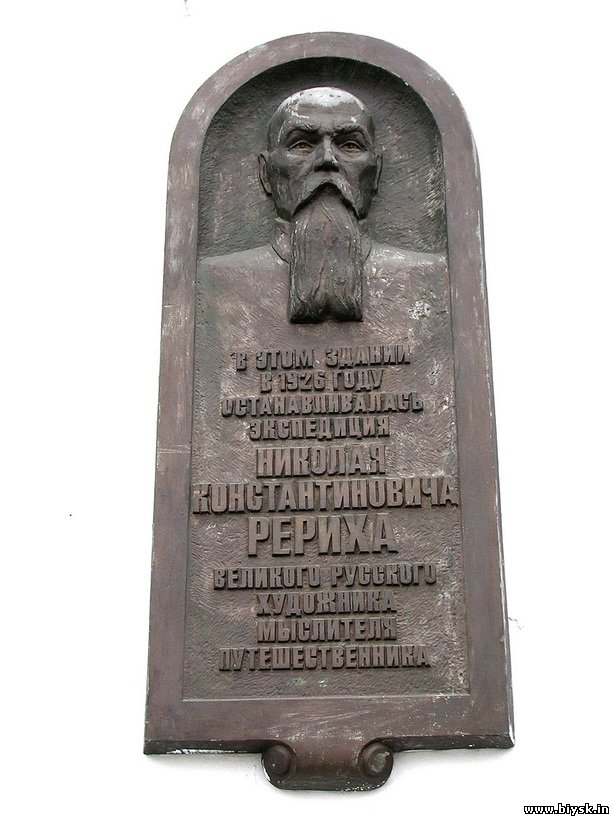 В ЭТОМ ЗДАНИИ
В 1926 ГОДУ
ОСТАНАВЛИВАЛАСЬ
ЭКСПЕДИЦИЯ
НИКОЛАЯ
КОНСТАНТИНОВИЧА
РЕРИХА
ВЕЛИКОГО РУССКОГО
ХУДОЖНИКА
МЫСЛИТЕЛЯ
ПУТЕШЕСТВЕННИКА
www.biysk.in